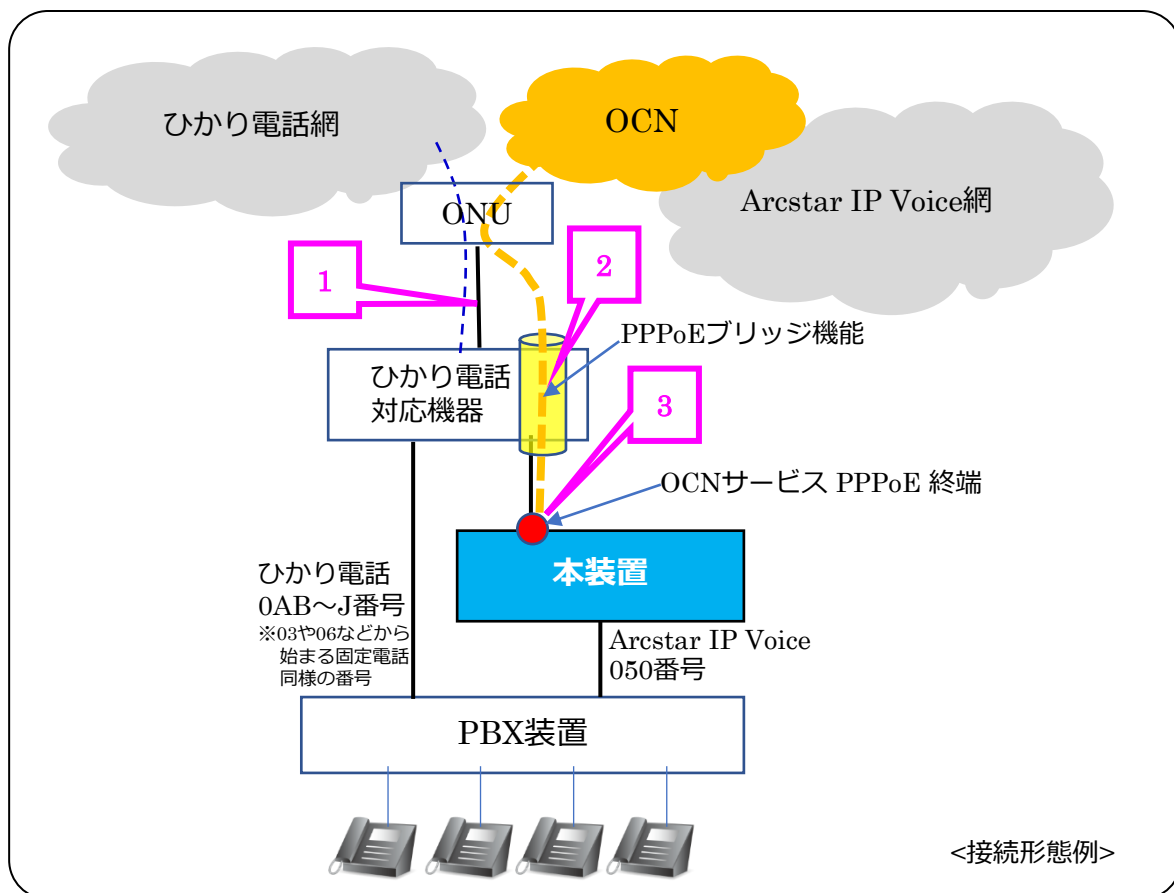 ひかり電話網
OCN
Arcstar IP Voice網
ONU
1
2
PPPoEブリッジ機能
ひかり電話
対応機器
3
OCNサービス PPPoE 終端
本装置
ひかり電話
0AB～J番号
※03や06などから
始まる固定電話
同様の番号
Arcstar IP Voice
050番号
PBX装置
<接続形態例>